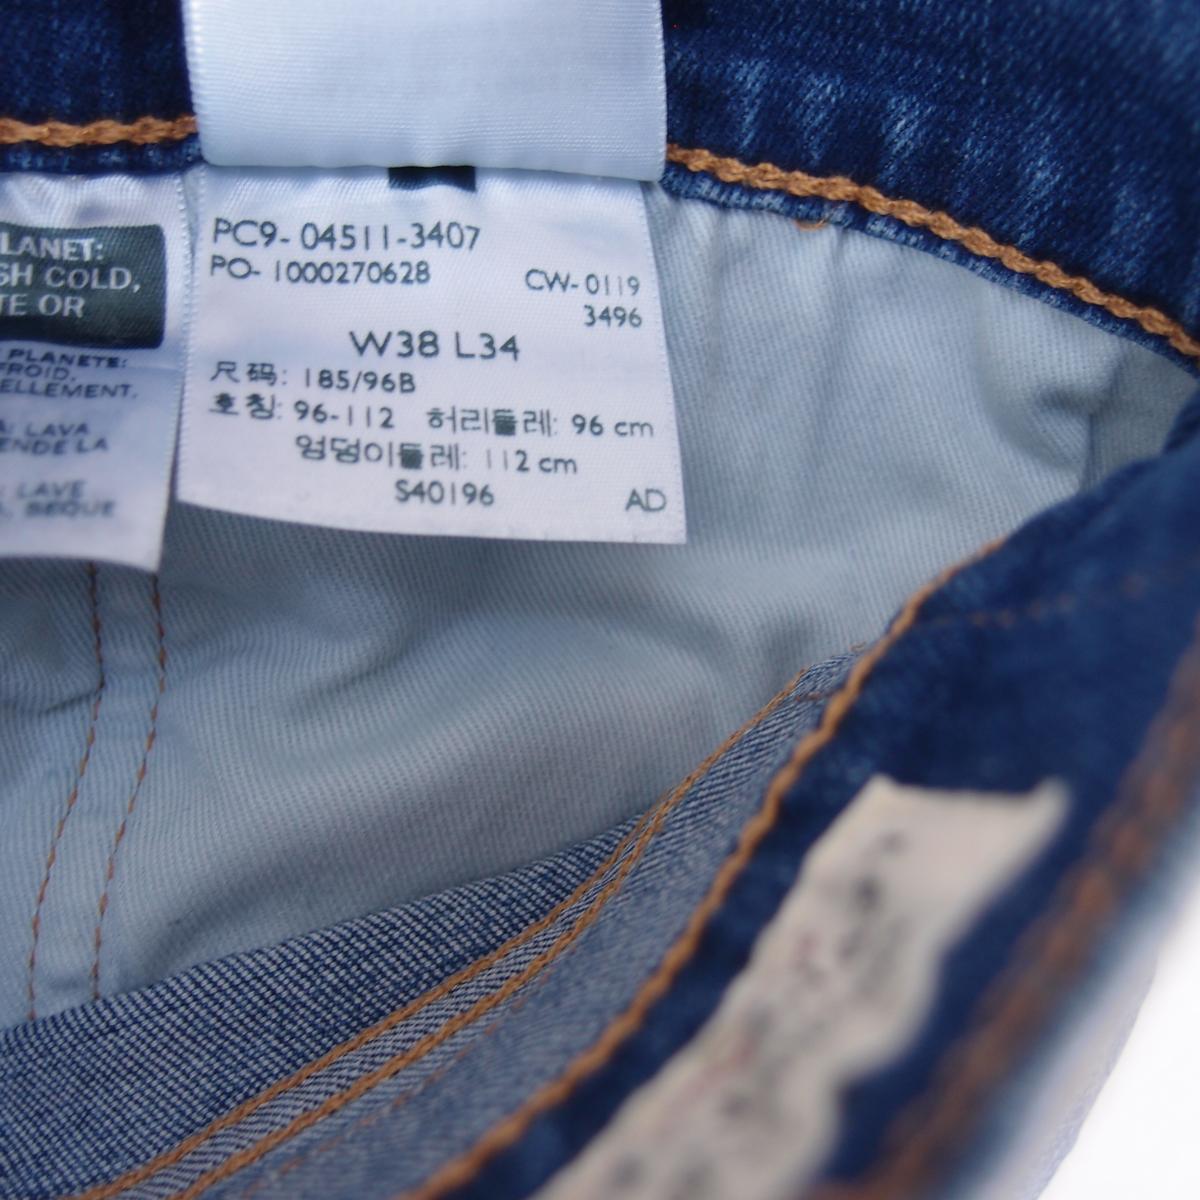 LANET:
SH COLD,
TE OR
PLANETE:
FROID,
ELLEMENT.
A: LAVA
ENDE LA
: LAVE
, SEQUE
PC9- 04511-3407
PO- 1000270628
CW- 0119
3496
W38 L34
尺码: 185/96B
호칭: 96-112 허리둘레: 96 cm
엉덩이둘레: 112 cm
S40196 AD